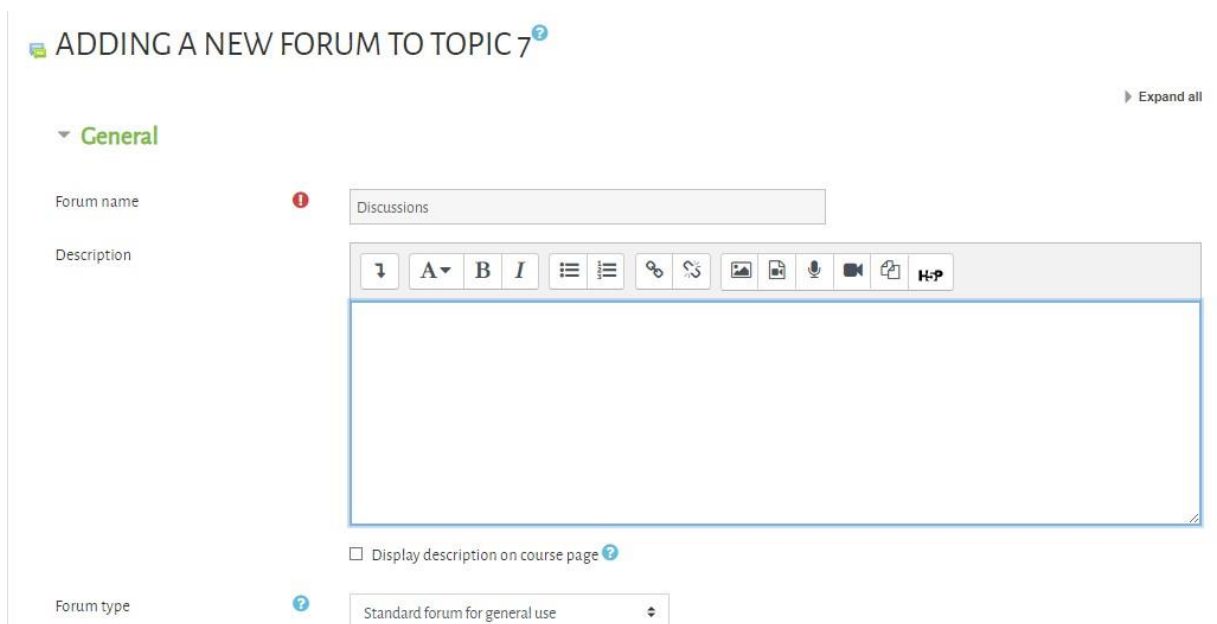 ADDING A NEW FORUM TO TOPIC 7
Expand all
General
Forum name
Discussions
Description
A B I
H5P
Display description on course page
Forum type
Standard forum for general use